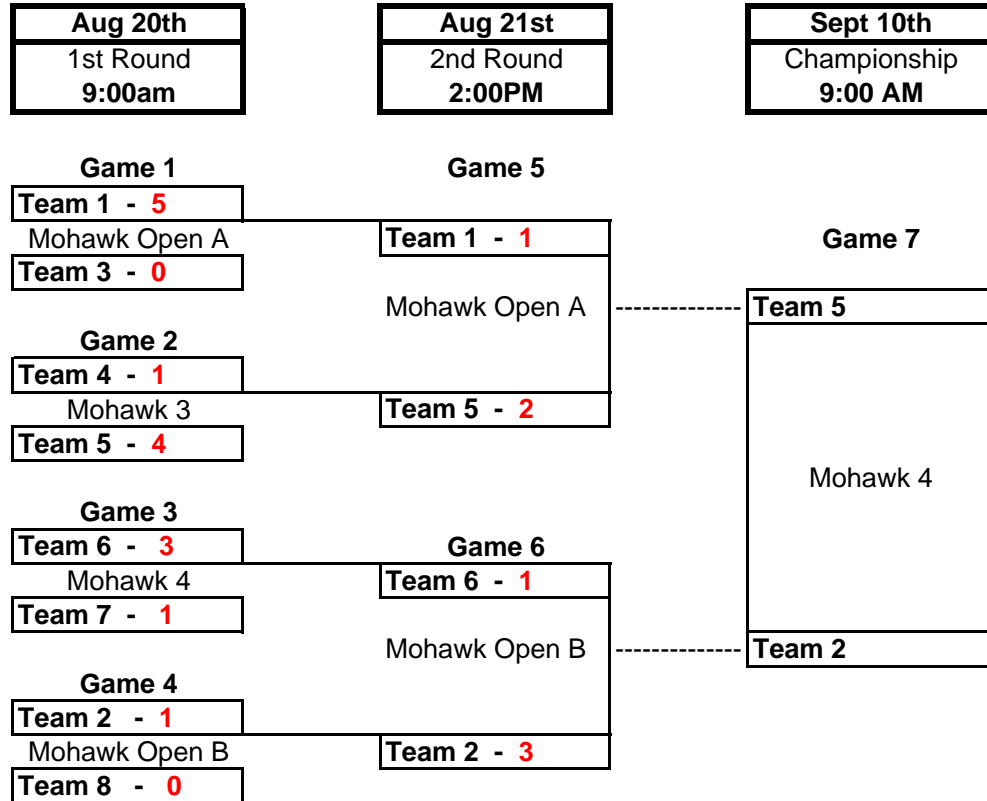 Aug 20th
1st Round
9:00am
Aug 21st
2nd Round
2:00PM
Sept 10th
Championship
9:00 AM
Game 1
Team 1 - 5
Mohawk Open A
Team 3 - 0
Game 2
Team 4 - 1
Mohawk 3
Team 5 - 4
Game 3
Team 6 - 3
Mohawk 4
Team 7 - 1
Game 4
Team 2 - 1
Mohawk Open B
Team 8 - 0
Game 5
Team 1 - 1
Mohawk Open A
Team 5 - 2
Game 6
Team 6 - 1
Mohawk Open B
Team 2 - 3
Game 7
Team 5
Mohawk 4
Team 2